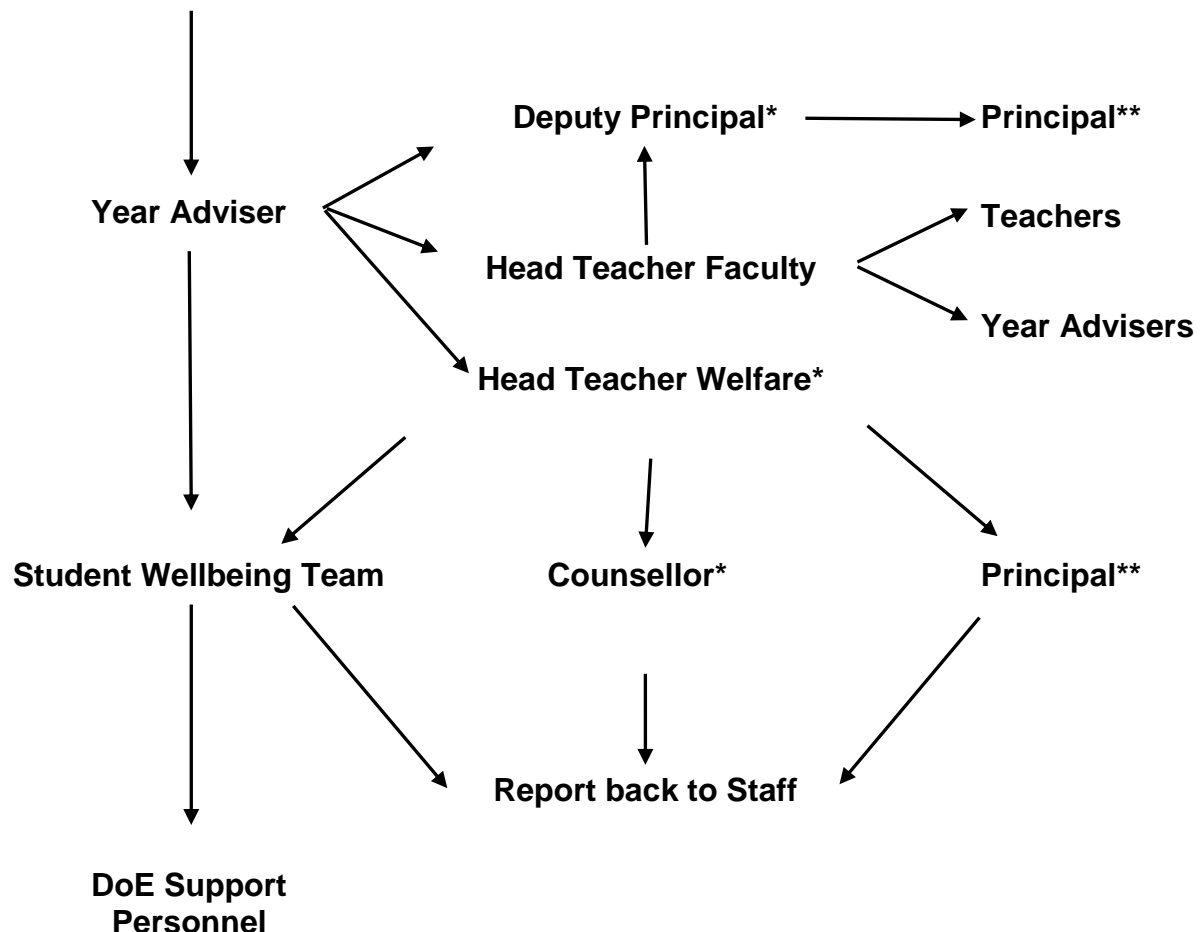 Deputy Principal*
Principal**
Year Adviser
Teachers
Head Teacher Faculty
Year Advisers
Head Teacher Welfare*
Student Wellbeing Team
Counsellor*
Principal**
Report back to Staff
DoE Support
Personnel